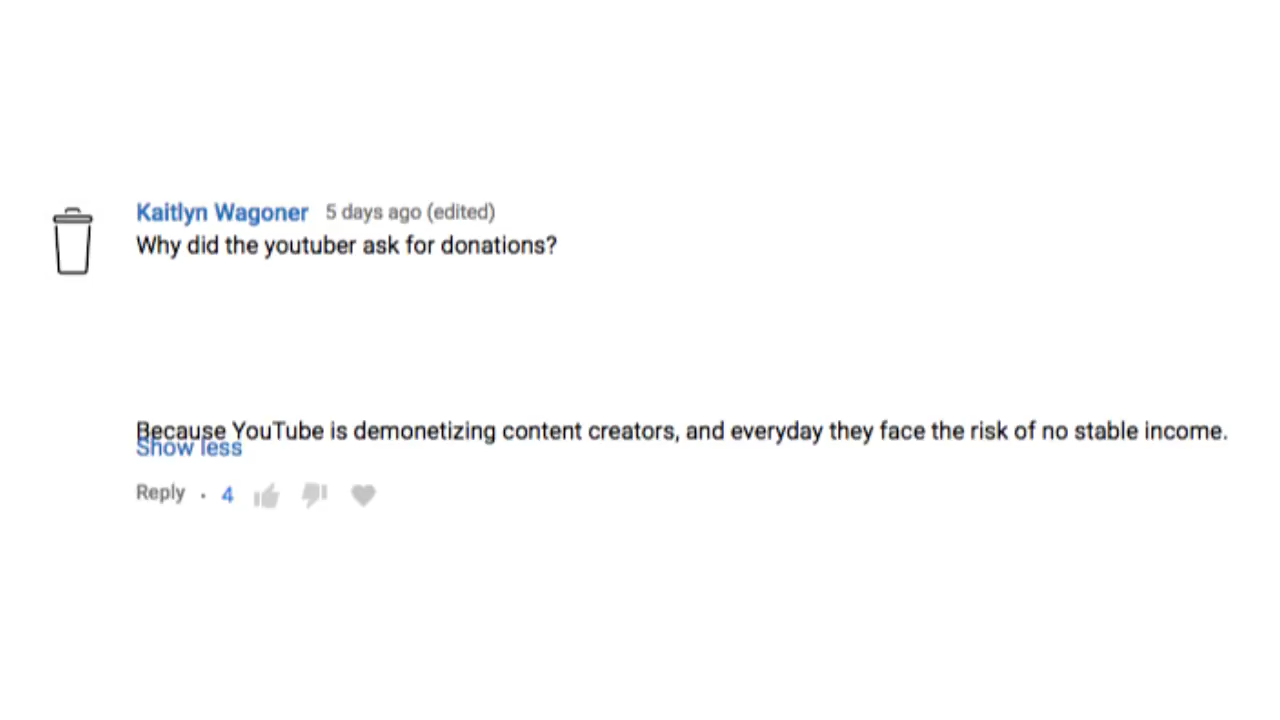 Kaitlyn Wagoner 5 days ago (edited)
Why did the youtuber ask for donations?
Because YouTube is demonetizing content creators, and everyday they face the risk of no stable income.
Show less
Reply · 4